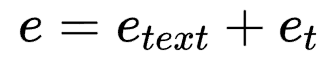 e = e_{text} + e_t